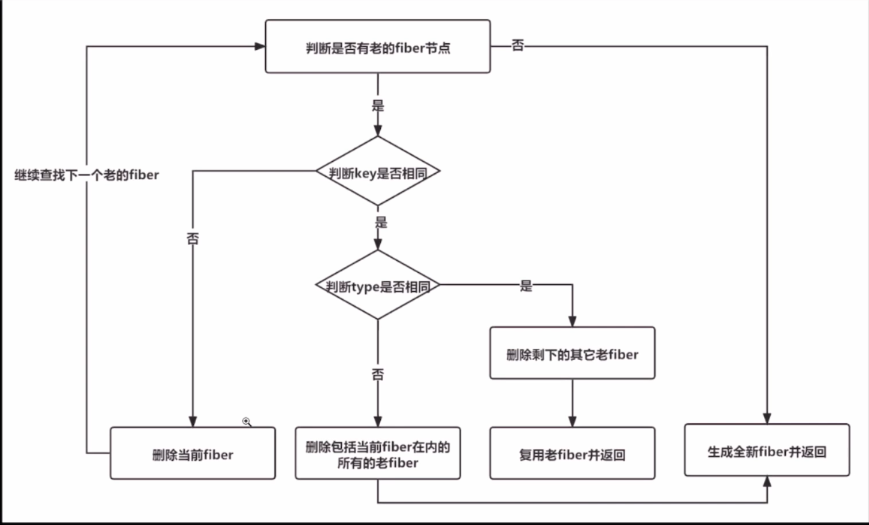 判断是否有老的fiber节点
否
是
判断key是否相同
继续查找下一个老的fiber
是
否
判断type是否相同
是
删除剩下的其它老fiber
否
删除当前fiber
删除包括当前fiber在内的
所有的老fiber
复用老fiber并返回
生成全新fiber并返回